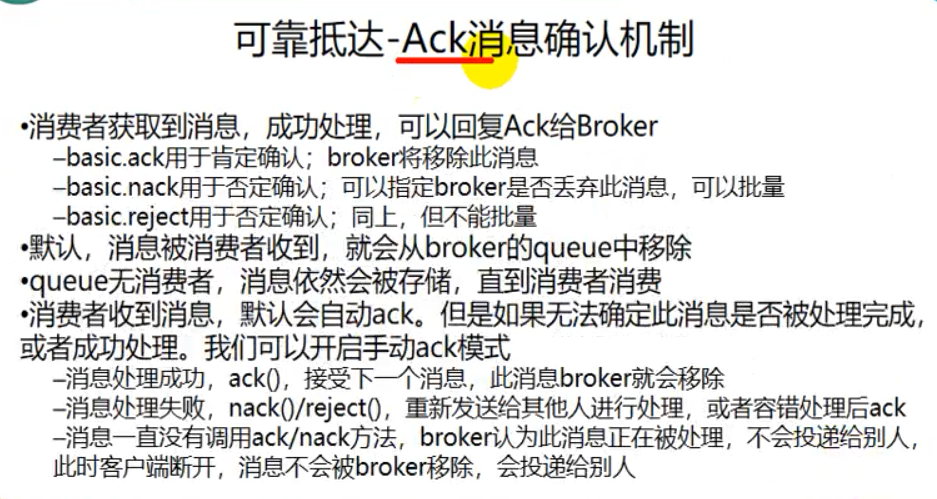 可靠抵达-Ack消息确认机制
•消费者获取到消息，成功处理，可以回复Ack给Broker
–basic.ack用于肯定确认；broker将移除此消息
–basic.nack用于否定确认；可以指定broker是否丢弃此消息，可以批量
–basic.reject用于否定确认；同上，但不能批量
•默认，消息被消费者收到，就会从broker的queue中移除
•queue无消费者，消息依然会被存储，直到消费者消费
•消费者收到消息，默认会自动ack。但是如果无法确定此消息是否被处理完成，
或者成功处理。我们可以开启手动ack模式
–消息处理成功，ack()，接受下一个消息，此消息broker就会移除
–消息处理失败，nack()/reject()，重新发送给其他人进行处理，或者容错处理后ack
–消息一直没有调用ack/nack方法，broker认为此消息正在被处理，不会投递给别人，
此时客户端断开，消息不会被broker移除，会投递给别人